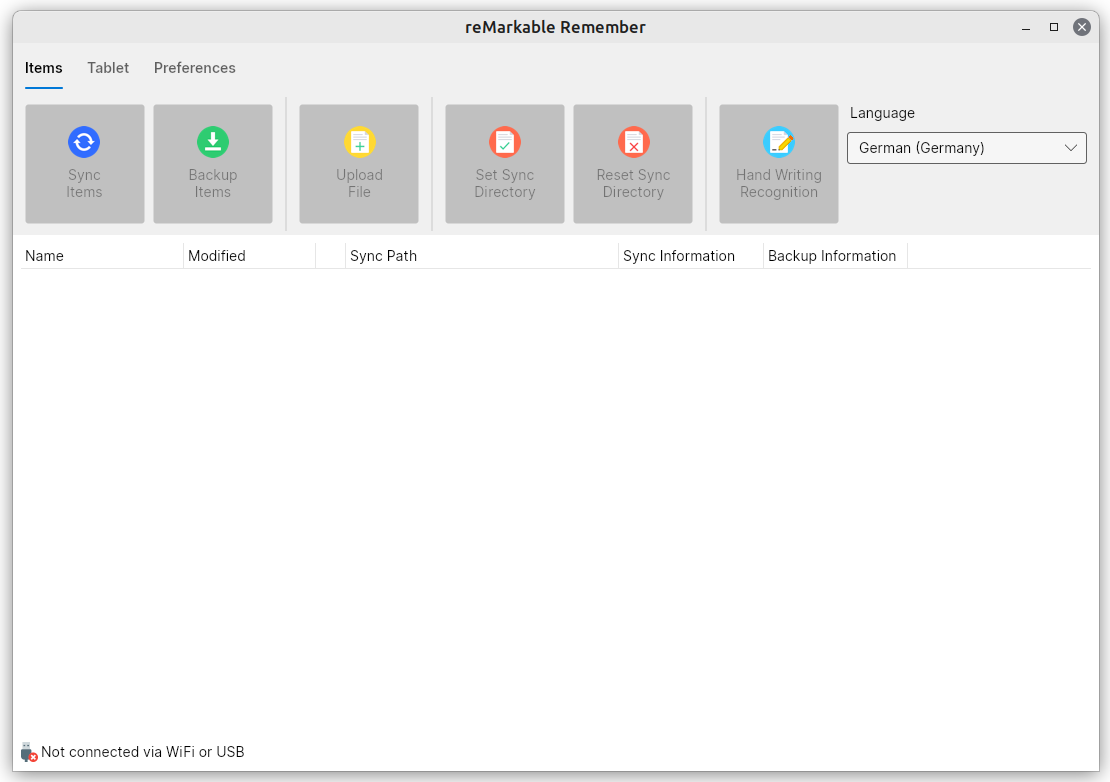 reMarkable Remember
Items
Tablet
Preferences
Sync
Items
Backup
Items
Upload
File
Set Sync
Directory
Reset Sync
Directory
Hand Writing
Recognition
Language
German (Germany)
Name
Modified
Sync Path
Sync Information
Backup Information
Not connected via WiFi or USB